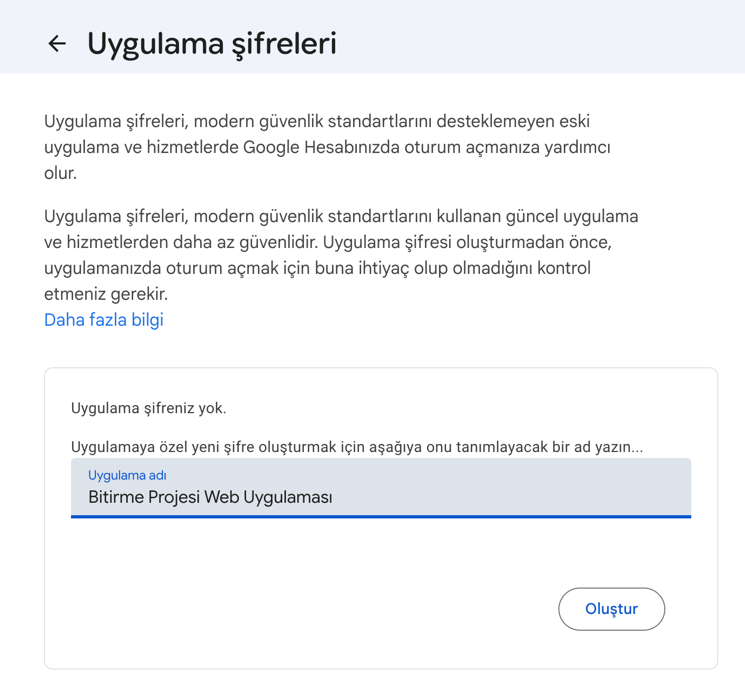 Uygulama şifreleri
Uygulama şifreleri, modern güvenlik standartlarını desteklemeyen eski
uygulama ve hizmetlerde Google Hesabınızda oturum açmanıza yardımcı
olur.
Uygulama şifreleri, modern güvenlik standartlarını kullanan güncel uygulama
ve hizmetlerden daha az güvenlidir. Uygulama şifresi oluşturmadan önce,
uygulamanızda oturum açmak için buna ihtiyaç olup olmadığını kontrol
etmeniz gerekir.
Daha fazla bilgi
Uygulama şifreniz yok.
Uygulamaya özel yeni şifre oluşturmak için aşağıya onu tanımlayacak bir ad yazın...
Uygulama adı
Bitirme Projesi Web Uygulaması
Oluştur